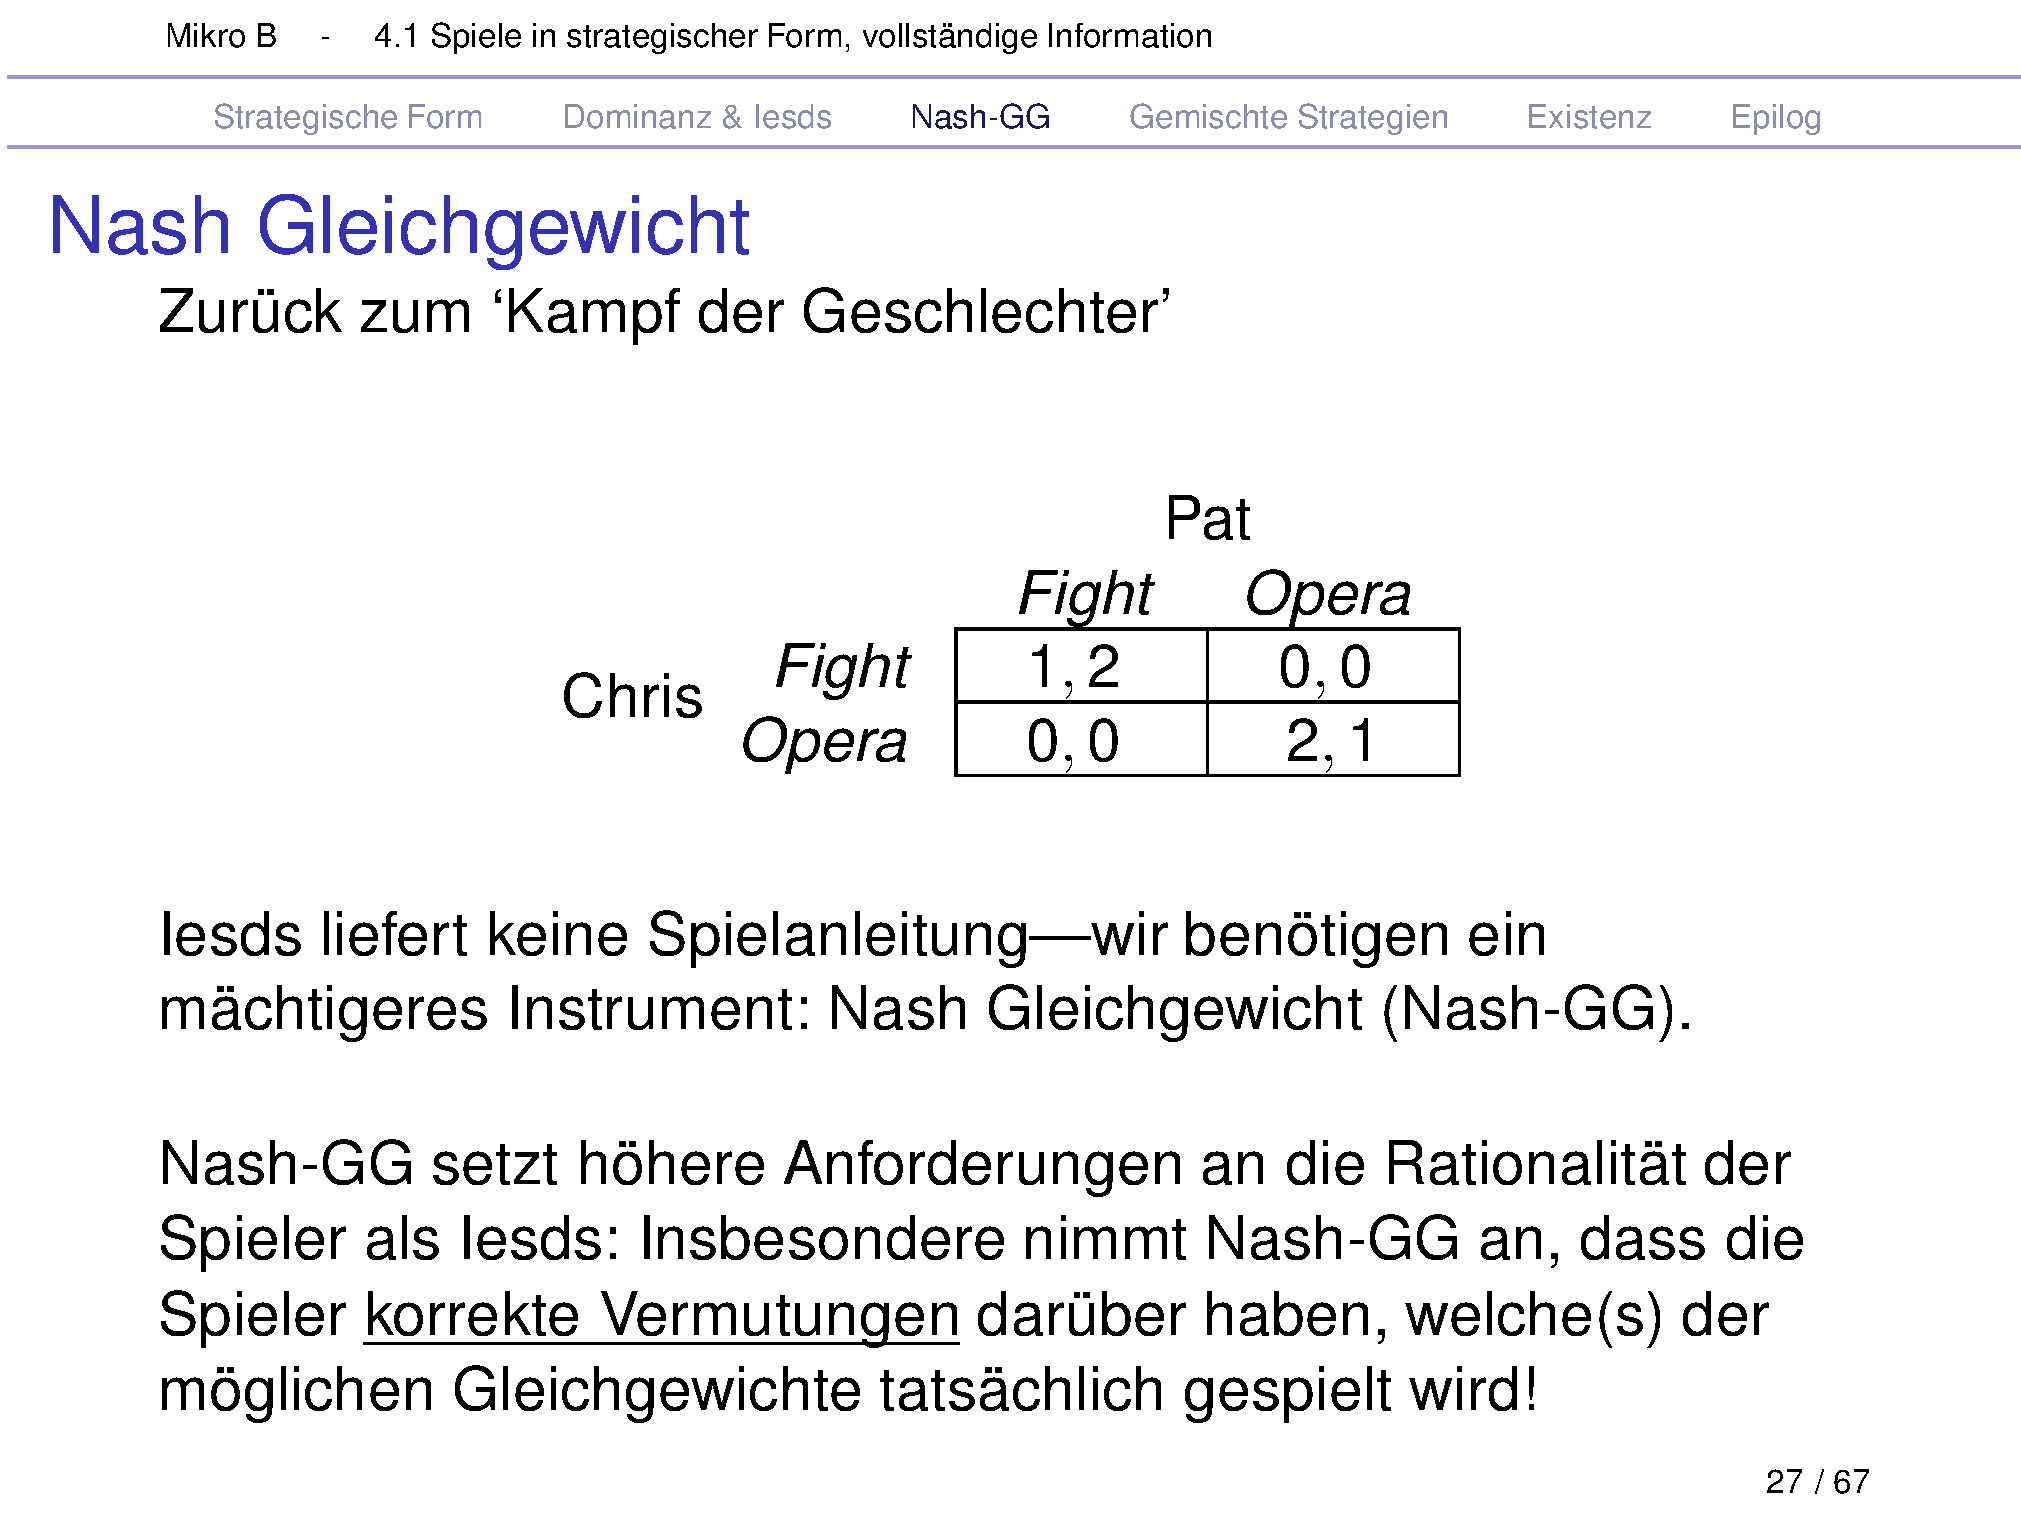 Mikro B - 4.1 Spiele in strategischer Form, vollständige Information
Strategische Form Dominanz & Iesds Nash-GG Gemischte Strategien Existenz Epilog
Nash Gleichgewicht
Zurück zum ‘Kampf der Geschlechter’
Pat
Fight Opera
Fight 1, 2 0, 0
Chris
Opera 0, 0 2, 1
Iesds liefert keine Spielanleitung—wir benötigen ein
mächtigeres Instrument: Nash Gleichgewicht (Nash-GG).
Nash-GG setzt höhere Anforderungen an die Rationalität der
Spieler als Iesds: Insbesondere nimmt Nash-GG an, dass die
Spieler korrekte Vermutungen darüber haben, welche(s) der
möglichen Gleichgewichte tatsächlich gespielt wird!
27 / 67